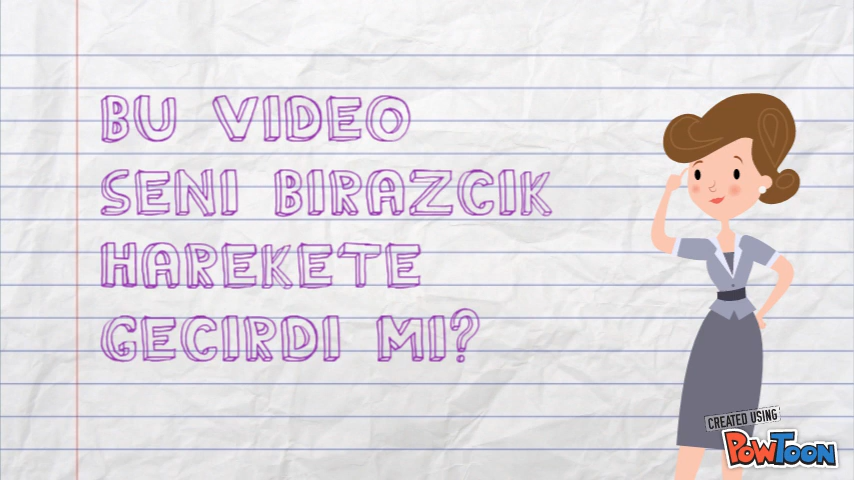 BU VIDEO
SENI BIRAZCIK
HAREKETE
GECIRDI MI?
CREATED USING
POWTOON